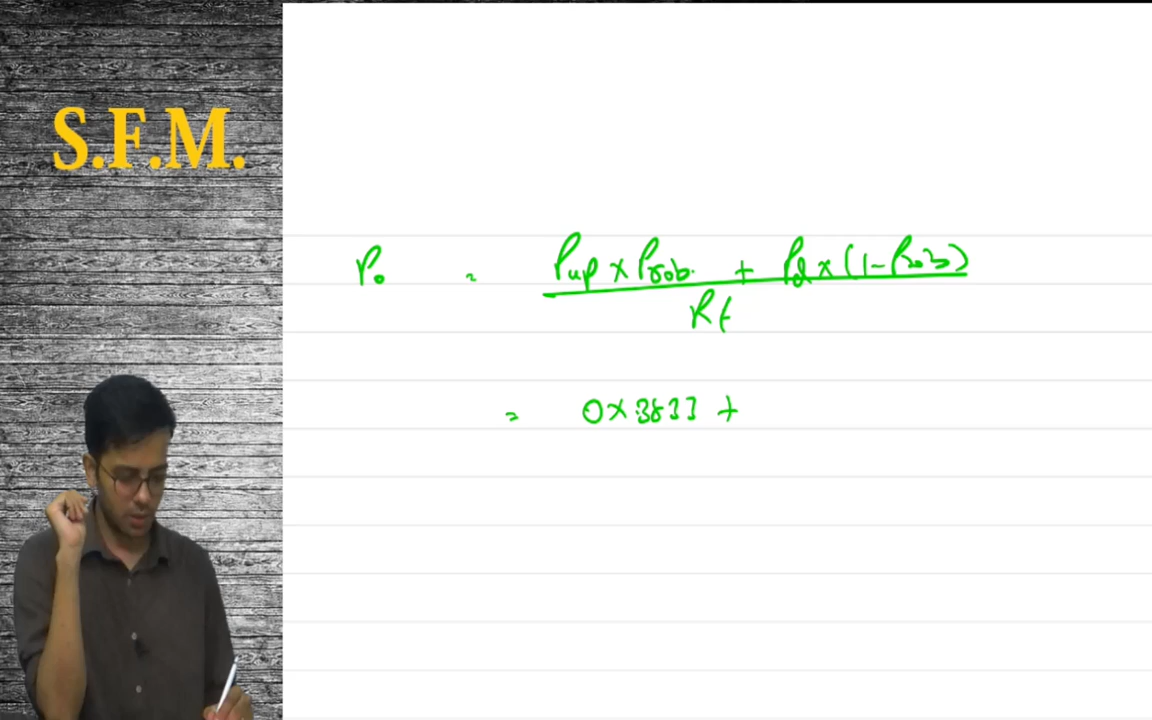 S.F.M.
P₀ = Pup × Prob. + Pd × (1 - Prob)
Rf
= 0 × 3833 +